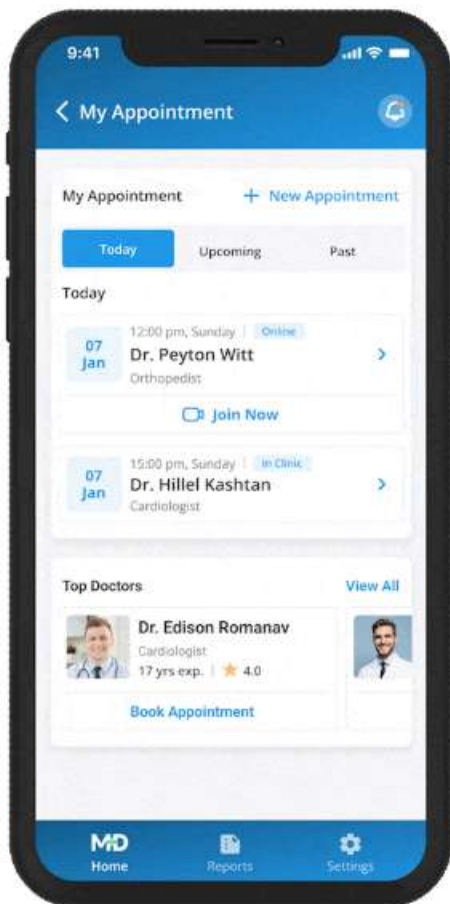 9:41
My Appointment
My Appointment
+ New Appointment
Today Upcoming Past
Today
12:00 pm, Sunday | Online
07
Jan
Dr. Peyton Witt
Orthopedist
Join Now
15:00 pm, Sunday | In Clinic
07
Jan
Dr. Hillel Kashtan
Cardiologist
Top Doctors
View All
Dr. Edison Romanav
Cardiologist
17 yrs exp. | 4.0
Book Appointment
MD
Home Reports Settings